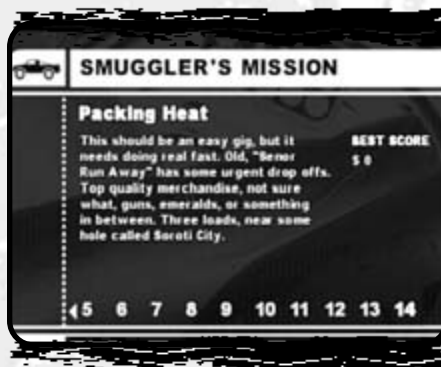 SMUGGLER'S MISSION
Packing Heat
This should be an easy gig, but it
needs doing real fast. Old, "Senor
Run Away" has some urgent drop offs.
Top quality merchandise, not sure
what, guns, emeralds, or something
in between. Three loads, near some
hole called Soroti City.
BEST SCORE
$ 0
5 6 7 8 9 10 11 12 13 14